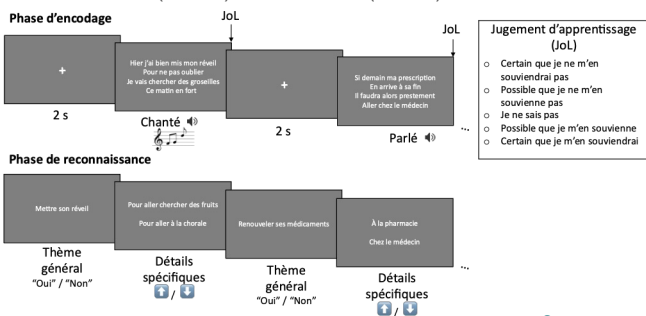 Phase d'encodage
JoL
JoL
+
Hier j'ai bien mis mon réveil
Pour ne pas oublier
Je vais chercher des groseilles
Ce matin en fort
+
Si demain ma prescription
En arrive à sa fin
Il faudra alors prestement
Aller chez le médecin
2 s
Chanté
2 s
Parlé
...
Jugement d'apprentissage
(JoL)
o Certain que je ne m'en
souviendrai pas
o Possible que je ne m'en
souvienne pas
o Je ne sais pas
o Possible que je m'en souvienne
o Certain que je m'en souviendrai
Phase de reconnaissance
Mettre son réveil
Pour aller chercher des fruits
Pour aller à la chorale
Renouveler ses médicaments
À la pharmacie
Chez le médecin
...
Thème
général
"Oui" / "Non"
Détails
spécifiques
⬆ / ⬇
Thème
général
"Oui" / "Non"
Détails
spécifiques
⬆ / ⬇